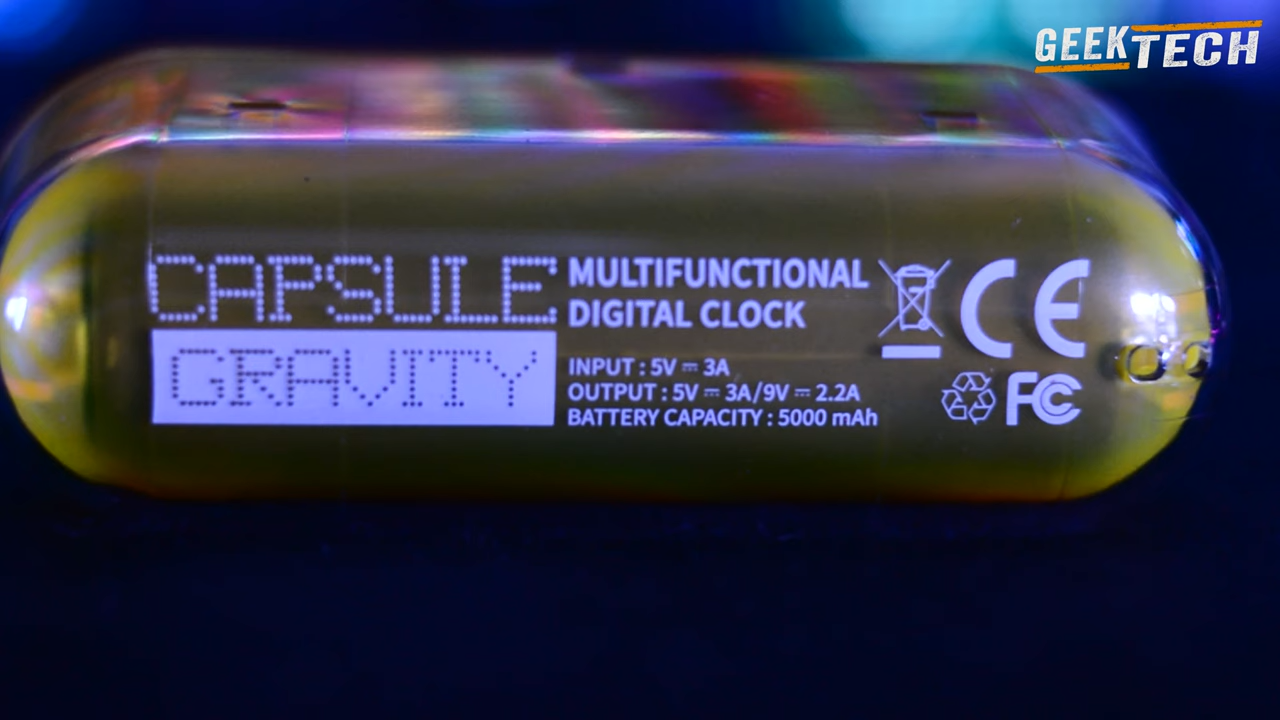 GEEKTECH
CAPSULE
GRAVITY
MULTIFUNCTIONAL
DIGITAL CLOCK
INPUT : 5V ⎓ 3A
OUTPUT : 5V ⎓ 3A/9V ⎓ 2.2A
BATTERY CAPACITY : 5000 mAh
CE
FC